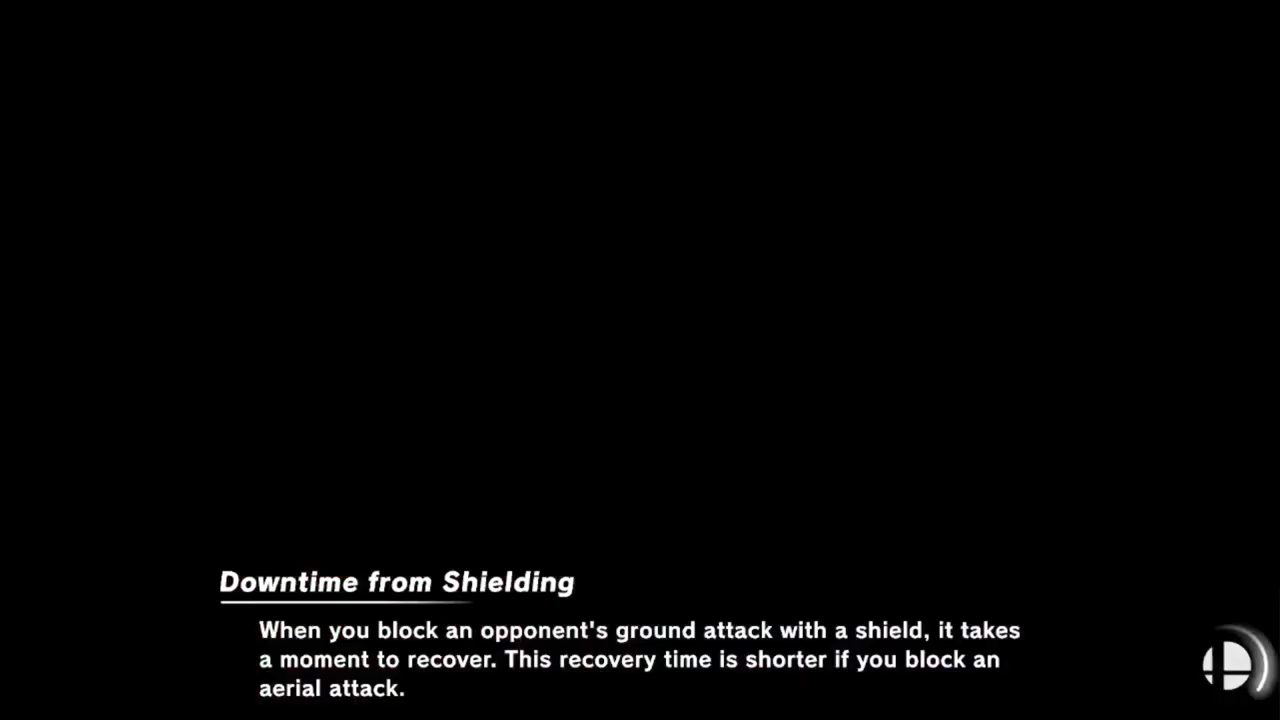 Downtime from Shielding
When you block an opponent's ground attack with a shield, it takes
a moment to recover. This recovery time is shorter if you block an
aerial attack.